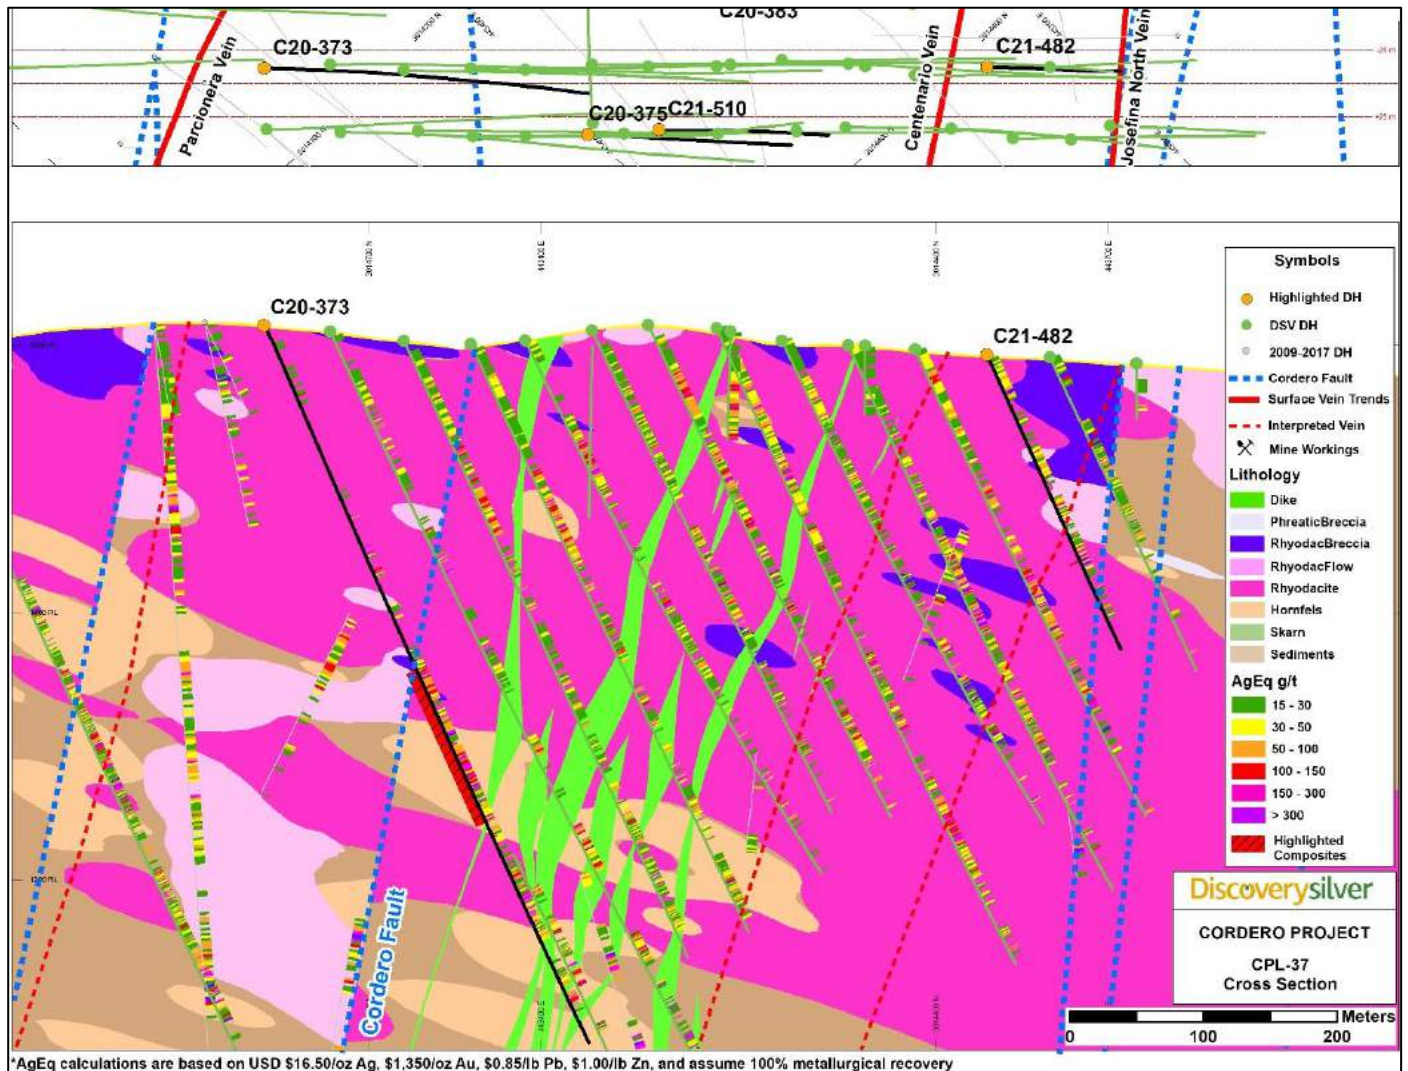 C20-383
Parcionera Vein
C20-373
Centenario Vein
C21-482
Josefina North Vein
C20-375
C21-510
C20-373
C21-482
Cordero Fault
Symbols
Highlighted DH
DSV DH
2009-2017 DH
Cordero Fault
Surface Vein Trends
Interpreted Vein
Mine Workings
Lithology
Dike
PhreaticBreccia
RhyodacBreccia
RhyodacFlow
Rhyodacite
Hornfels
Skarn
Sediments
AgEq g/t
15 - 30
30 - 50
50 - 100
100 - 150
150 - 300
> 300
Highlighted
Composites
Discoverysilver
CORDERO PROJECT
CPL-37
Cross Section
Meters
0 100 200
*AgEq calculations are based on USD $16.50/oz Ag, $1,350/oz Au, $0.85/lb Pb, $1.00/lb Zn, and assume 100% metallurgical recovery